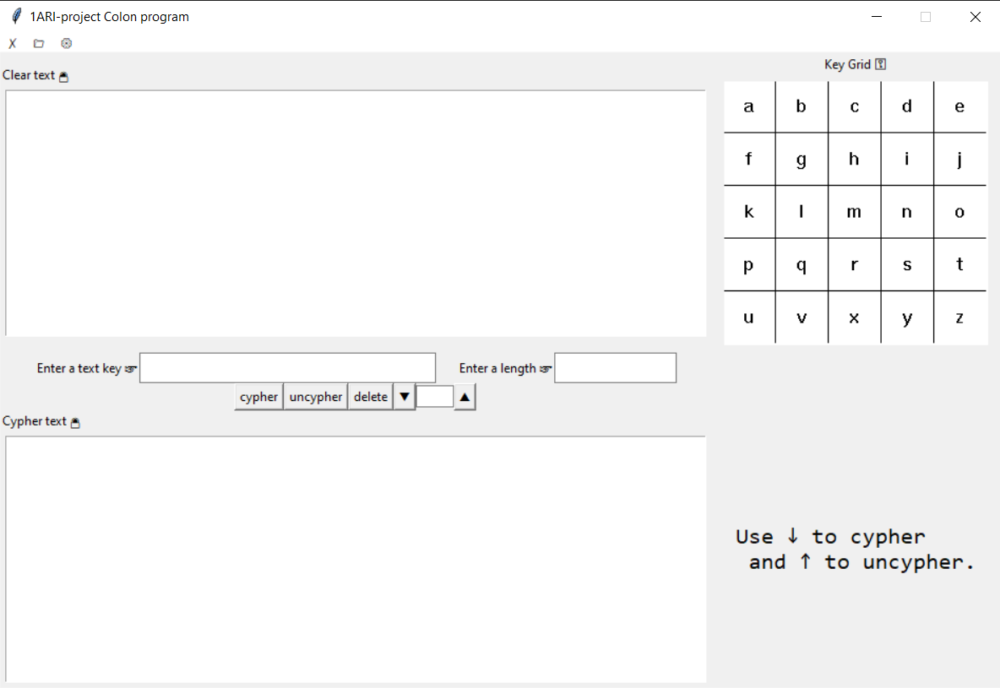 1ARI-project Colon program
X
Clear text
Key Grid
a b c d e
f g h i j
k l m n o
p q r s t
u v x y z
Enter a text key ☞
Enter a length ☞
cypher uncypher delete ▼ ▲
Cypher text
Use ↓ to cypher
and ↑ to uncypher.